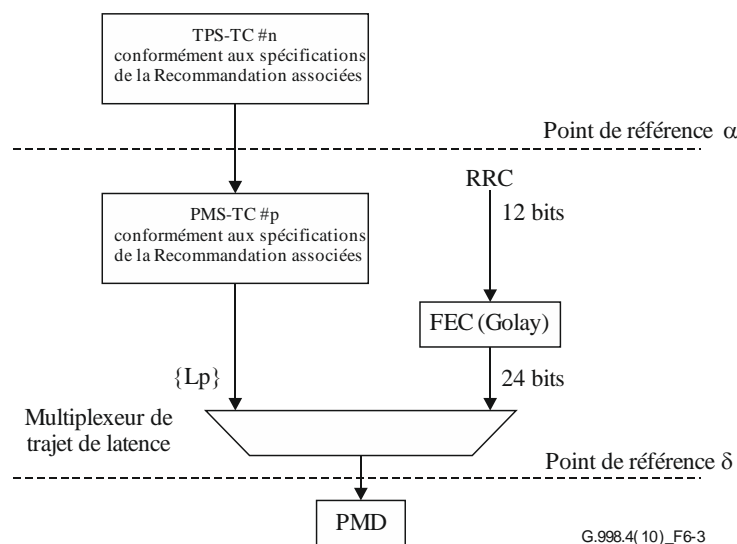 TPS-TC #n
conformément aux spécifications
de la Recommandation associées
Point de référence α
RRC
12 bits
PMS-TC #p
conformément aux spécifications
de la Recommandation associées
FEC (Golay)
{Lp}
24 bits
Multiplexeur de
trajet de latence
Point de référence δ
PMD
G.998.4(10)_F6-3